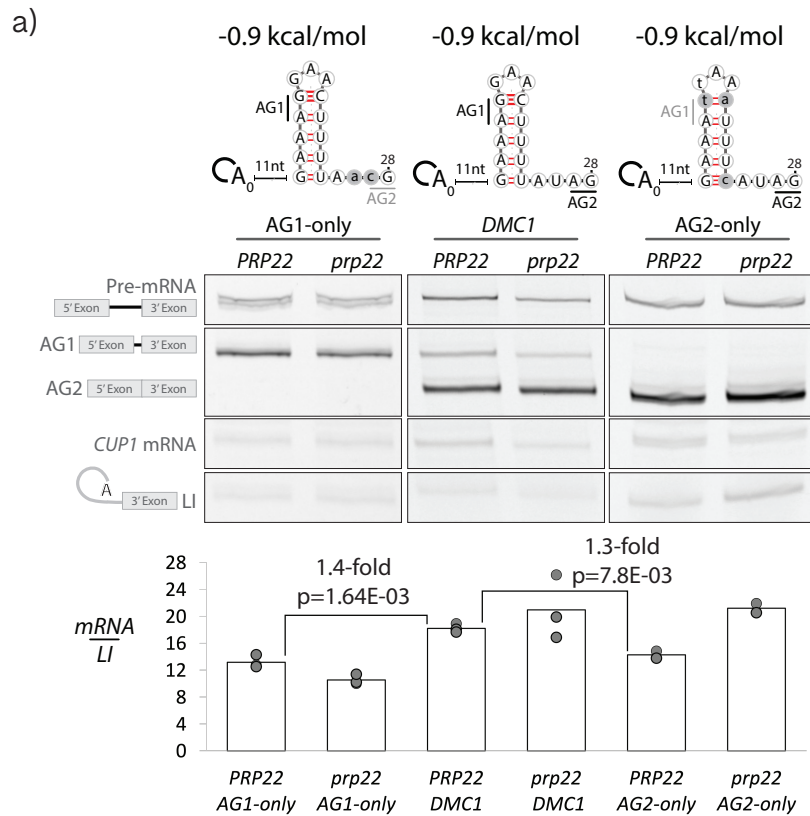 a)
-0.9 kcal/mol -0.9 kcal/mol -0.9 kcal/mol
G A A
G C
A U
A U
A U
G U A a c G
AG1
A0 11nt 28
AG2
G A A
G C
A U
A U
A U
G U A U A G
AG1
A0 11nt 28
AG2
t A A
t a
A U
A U
A U
G c A U A G
AG1
A0 11nt 28
AG2
AG1-only DMC1 AG2-only
PRP22 prp22 PRP22 prp22 PRP22 prp22
Pre-mRNA
5' Exon 3' Exon
AG1 5' Exon 3' Exon
AG2 5' Exon 3' Exon
CUP1 mRNA
A 3' Exon LI
28
24
20
16
12
8
4
0
mRNA
LI
1.4-fold
p=1.64E-03
1.3-fold
p=7.8E-03
PRP22 prp22 PRP22 prp22 PRP22 prp22
AG1-only AG1-only DMC1 DMC1 AG2-only AG2-only